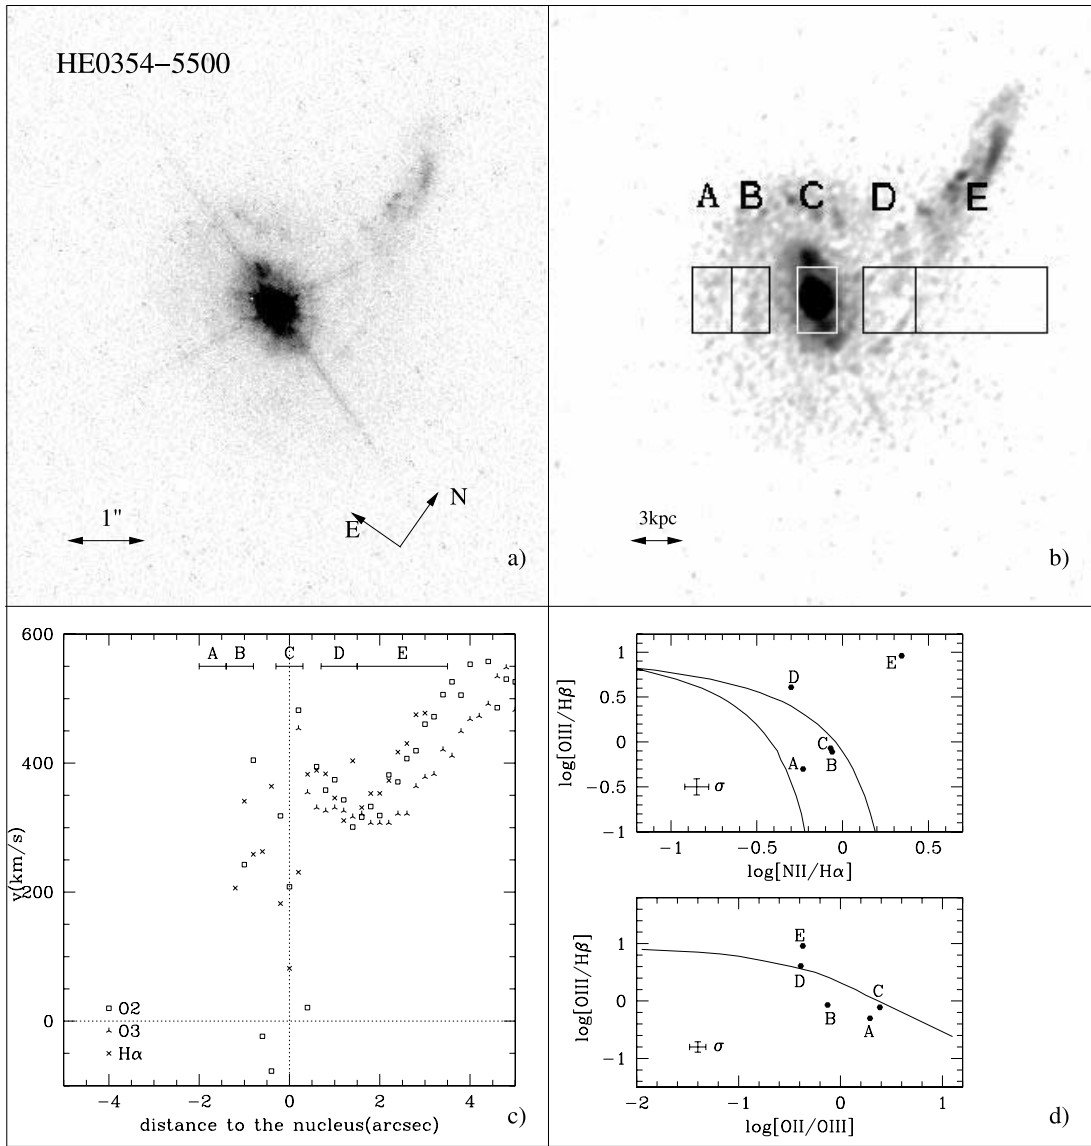 HE0354−5500
1"
E
N
a)
A B C D E
3kpc
b)
600
400
200
0
v(km/s)
A B C D E
O2
O3
Hα
−4 −2 0 2 4
distance to the nucleus(arcsec)
c)
1
0.5
0
−0.5
−1
log[OIII/Hβ]
E
D
C
A
B
σ
−1 −0.5 0 0.5
log[NII/Hα]
1
0
−1
log[OIII/Hβ]
E
D
C
B
A
σ
−2 −1 0 1
log[OII/OIII]
d)